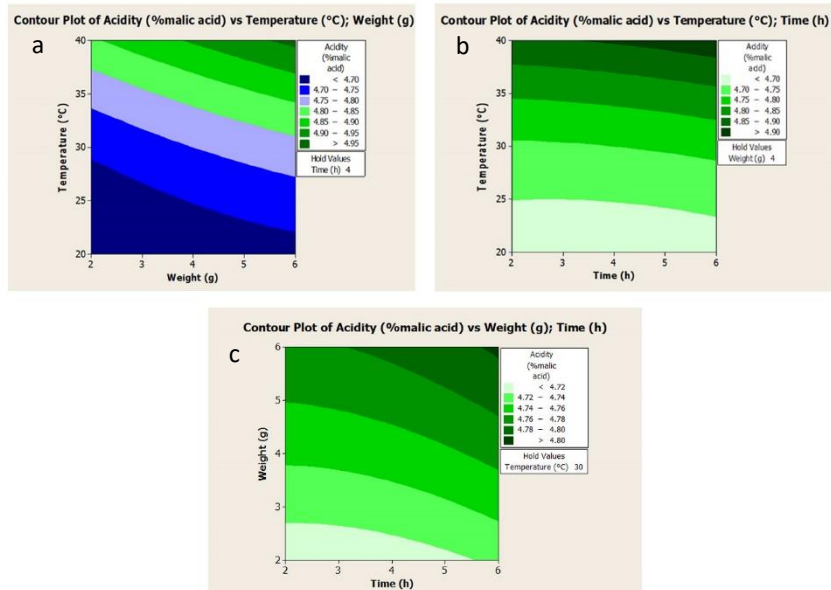 Contour Plot of Acidity (%malic acid) vs Temperature (°C); Weight (g)
a
Temperature (°C)
40
35
30
25
20
2 3 4 5 6
Weight (g)
Acidity
(%malic
acid)
< 4.70
4.70 – 4.75
4.75 – 4.80
4.80 – 4.85
4.85 – 4.90
4.90 – 4.95
> 4.95
Hold Values
Time (h) 4
Contour Plot of Acidity (%malic acid) vs Temperature (°C); Time (h)
b
Temperature (°C)
40
35
30
25
20
2 3 4 5 6
Time (h)
Acidity
(%malic
acid)
< 4.70
4.70 – 4.75
4.75 – 4.80
4.80 – 4.85
4.85 – 4.90
> 4.90
Hold Values
Weight (g) 4
Contour Plot of Acidity (%malic acid) vs Weight (g); Time (h)
c
Weight (g)
6
5
4
3
2
2 3 4 5 6
Time (h)
Acidity
(%malic
acid)
< 4.72
4.72 – 4.74
4.74 – 4.76
4.76 – 4.78
4.78 – 4.80
> 4.80
Hold Values
Temperature (°C) 30